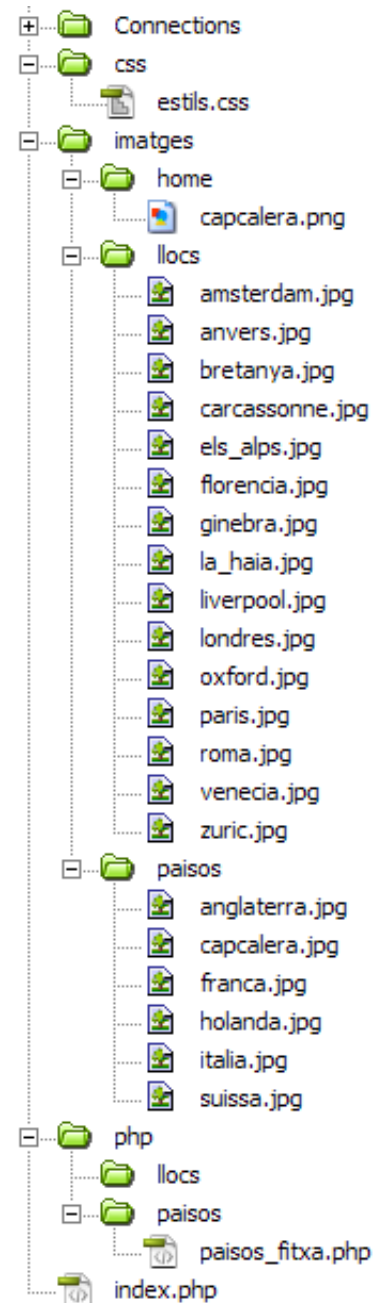 Connections
css
estils.css
imatges
home
capcalera.png
llocs
amsterdam.jpg
anvers.jpg
bretanya.jpg
carcassonne.jpg
els_alps.jpg
florencia.jpg
ginebra.jpg
la_haia.jpg
liverpool.jpg
londres.jpg
oxford.jpg
paris.jpg
roma.jpg
venecia.jpg
zuric.jpg
paisos
anglaterra.jpg
capcalera.jpg
franca.jpg
holanda.jpg
italia.jpg
suissa.jpg
php
llocs
paisos
paisos_fitxa.php
index.php